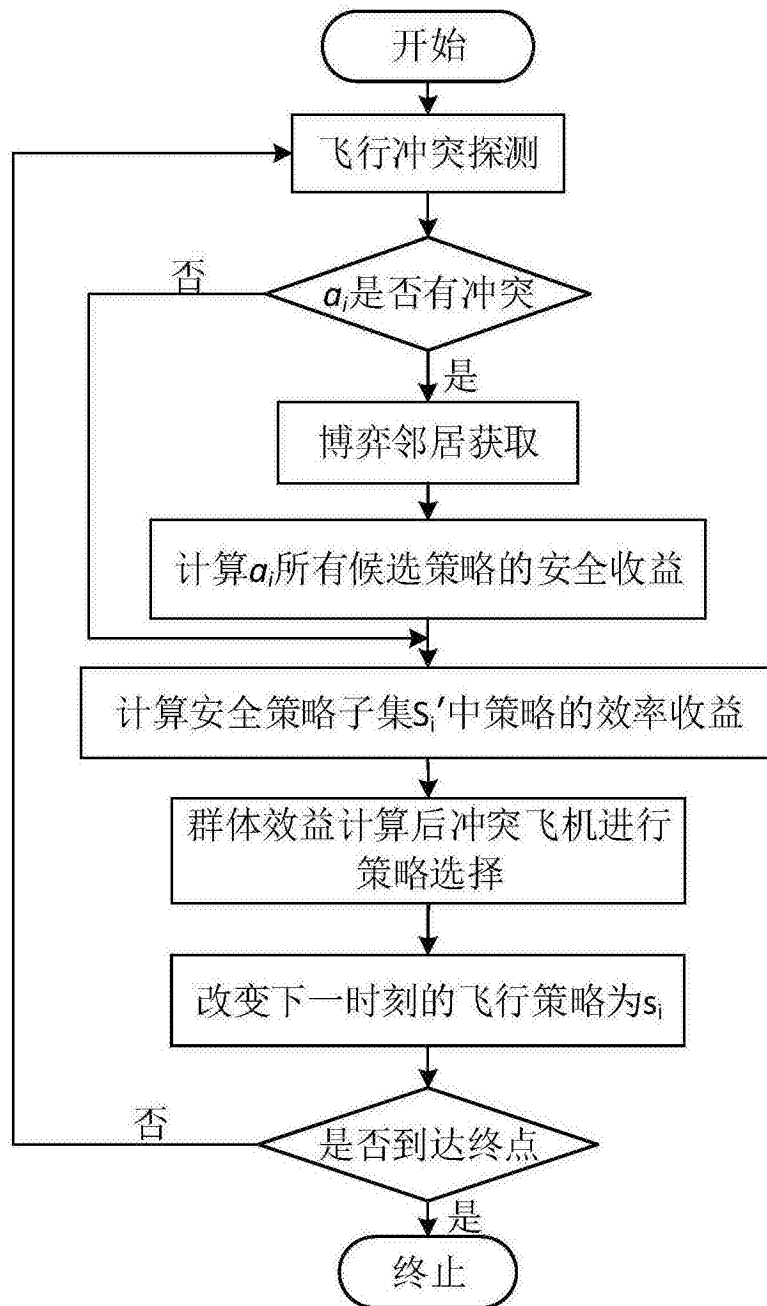 开始
飞行冲突探测
否
aᵢ是否有冲突
是
博弈邻居获取
计算aᵢ所有候选策略的安全收益
计算安全策略子集Sᵢ′中策略的效率收益
群体效益计算后冲突飞机进行
策略选择
改变下一时刻的飞行策略为sᵢ
否
是否到达终点
是
终止